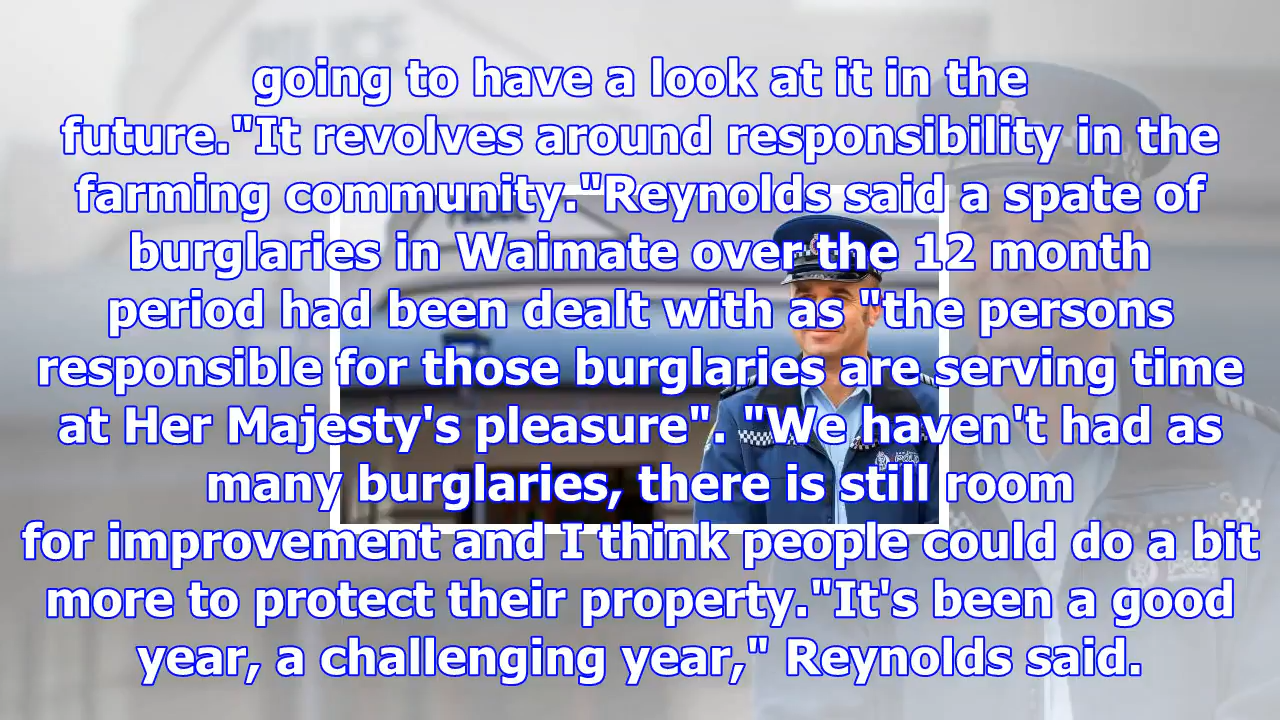 going to have a look at it in the
future."It revolves around responsibility in the
farming community."Reynolds said a spate of
burglaries in Waimate over the 12 month
period had been dealt with as "the persons
responsible for those burglaries are serving time
at Her Majesty's pleasure". "We haven't had as
many burglaries, there is still room
for improvement and I think people could do a bit
more to protect their property."It's been a good
year, a challenging year," Reynolds said.